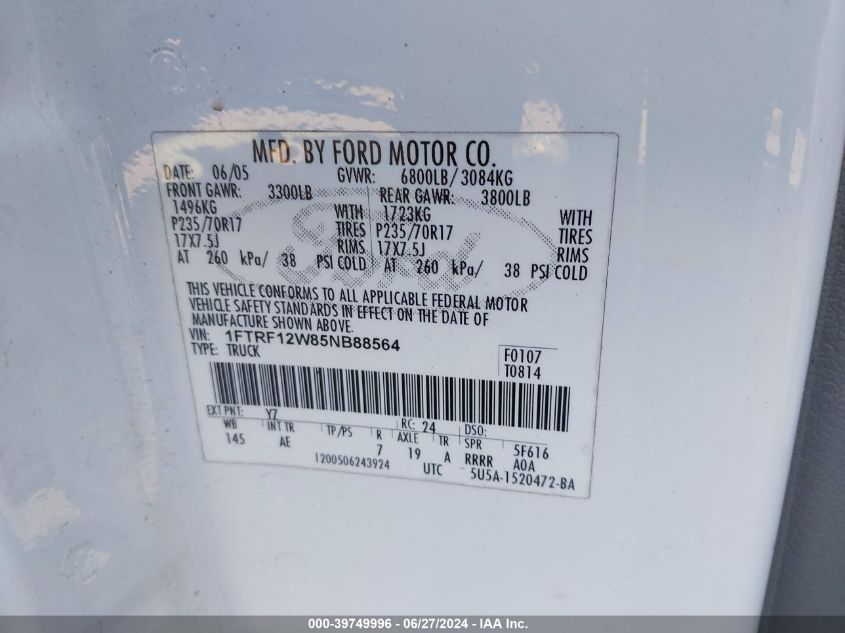 MFD. BY FORD MOTOR CO.
DATE: 06/05 GVWR: 6800LB/3084KG
FRONT GAWR: 3300LB REAR GAWR: 3800LB
1496KG WITH 1723KG WITH
P235/70R17 TIRES P235/70R17 TIRES
17X7.5J RIMS 17X7.5J RIMS
AT 260 kPa/ 38 PSI COLD AT 260 kPa/ 38 PSI COLD
Ford
THIS VEHICLE CONFORMS TO ALL APPLICABLE FEDERAL MOTOR
VEHICLE SAFETY STANDARDS IN EFFECT ON THE DATE OF
MANUFACTURE SHOWN ABOVE.
VIN: 1FTRF12W85NB88564
TYPE: TRUCK
F0107
T0814
EXT PNT: YZ RC: 24 DSO:
WB INT TR TP/PS R AXLE TR SPR 5F616
145 AE 7 19 A RRRR AOA
1200506243924 UTC 5U5A-1520472-BA
000-39749996 - 06/27/2024 - IAA Inc.